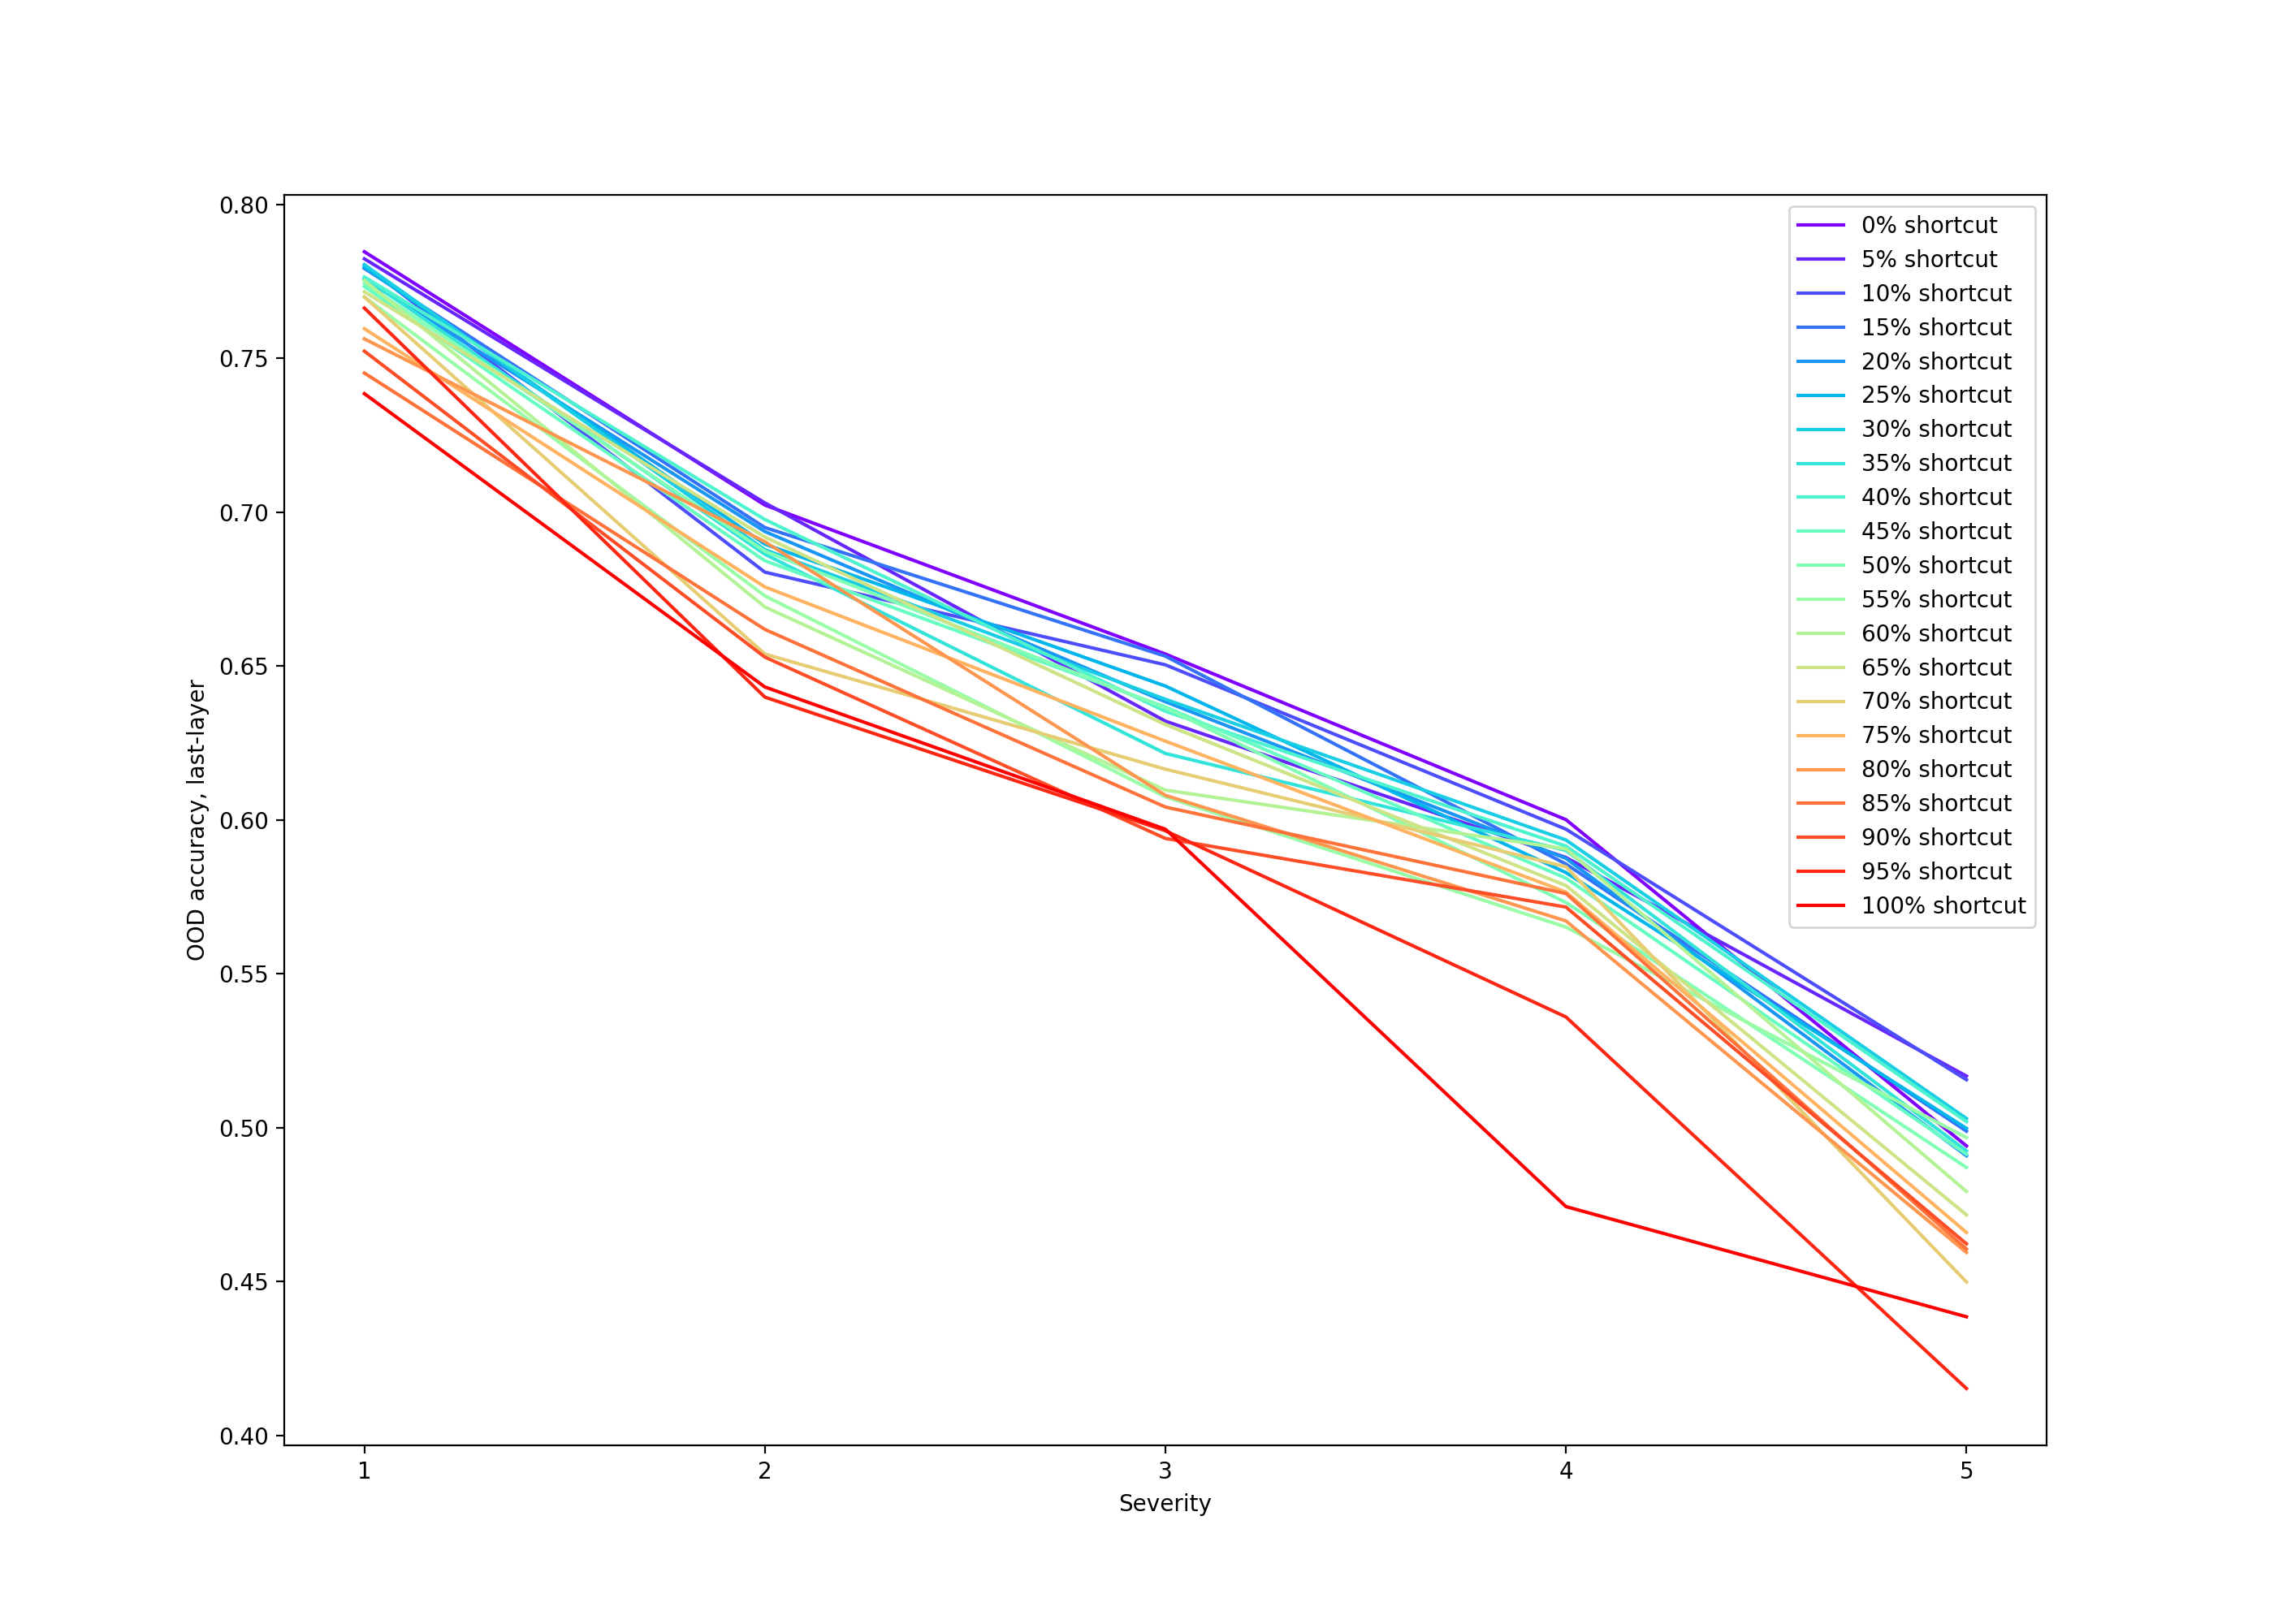 0.80
0.75
0.70
0.65
0.60
0.55
0.50
0.45
0.40
OOD accuracy, last-layer
1 2 3 4 5
Severity
0% shortcut
5% shortcut
10% shortcut
15% shortcut
20% shortcut
25% shortcut
30% shortcut
35% shortcut
40% shortcut
45% shortcut
50% shortcut
55% shortcut
60% shortcut
65% shortcut
70% shortcut
75% shortcut
80% shortcut
85% shortcut
90% shortcut
95% shortcut
100% shortcut